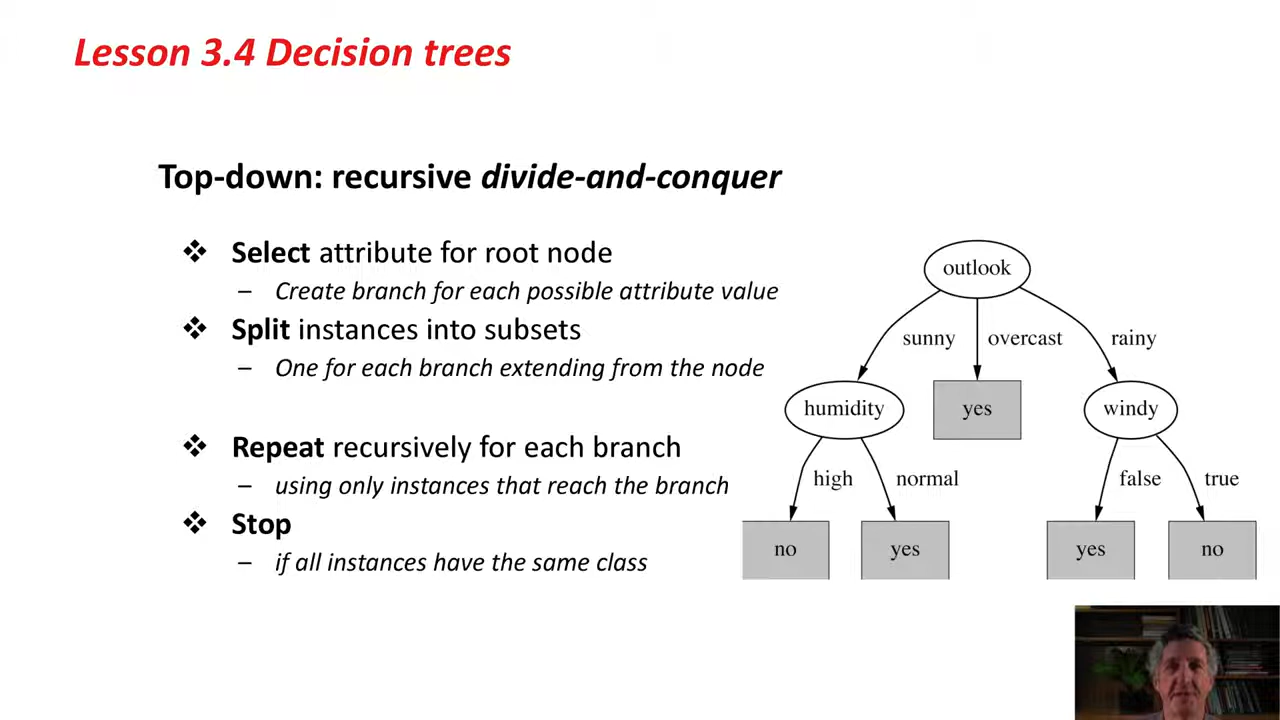 Lesson 3.4 Decision trees
Top-down: recursive divide-and-conquer
❖ Select attribute for root node
– Create branch for each possible attribute value
❖ Split instances into subsets
– One for each branch extending from the node
❖ Repeat recursively for each branch
– using only instances that reach the branch
❖ Stop
– if all instances have the same class
outlook
sunny overcast rainy
humidity yes windy
high normal false true
no yes yes no